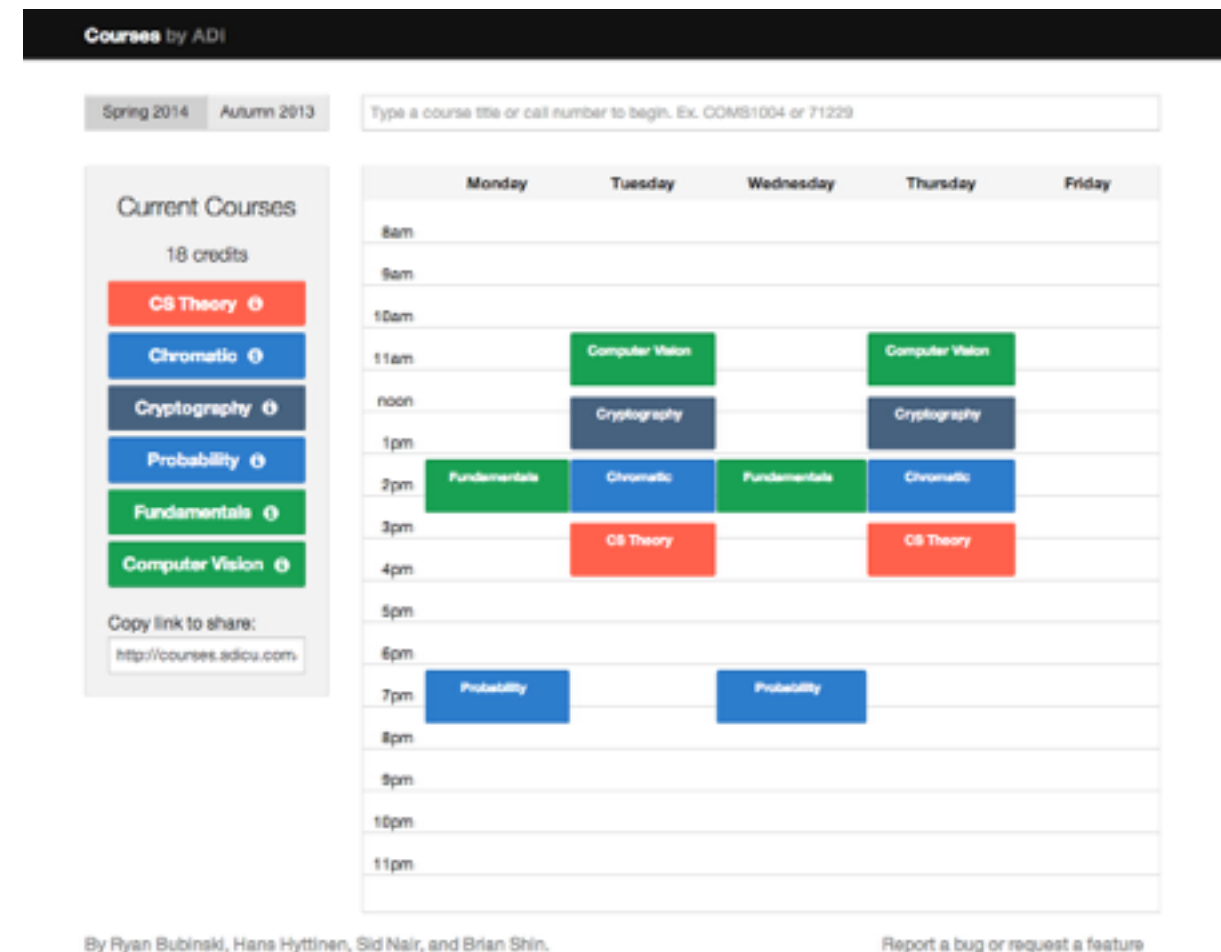 Courses by ADI
Spring 2014 Autumn 2013 Type a course title or call number to begin. Ex. COMS1004 or 71229
Current Courses
18 credits
CS Theory
Chromatic
Cryptography
Probability
Fundamentals
Computer Vision
Copy link to share:
http://courses.adicu.com
Monday Tuesday Wednesday Thursday Friday
8am
9am
10am
11am Computer Vision Computer Vision
noon
Cryptography Cryptography
1pm
2pm Fundamentals Chromatic Fundamentals Chromatic
3pm
CS Theory CS Theory
4pm
5pm
6pm
7pm Probability Probability
8pm
9pm
10pm
11pm
By Ryan Bubinski, Hans Hyttinen, Sid Nair, and Brian Shin. Report a bug or request a feature